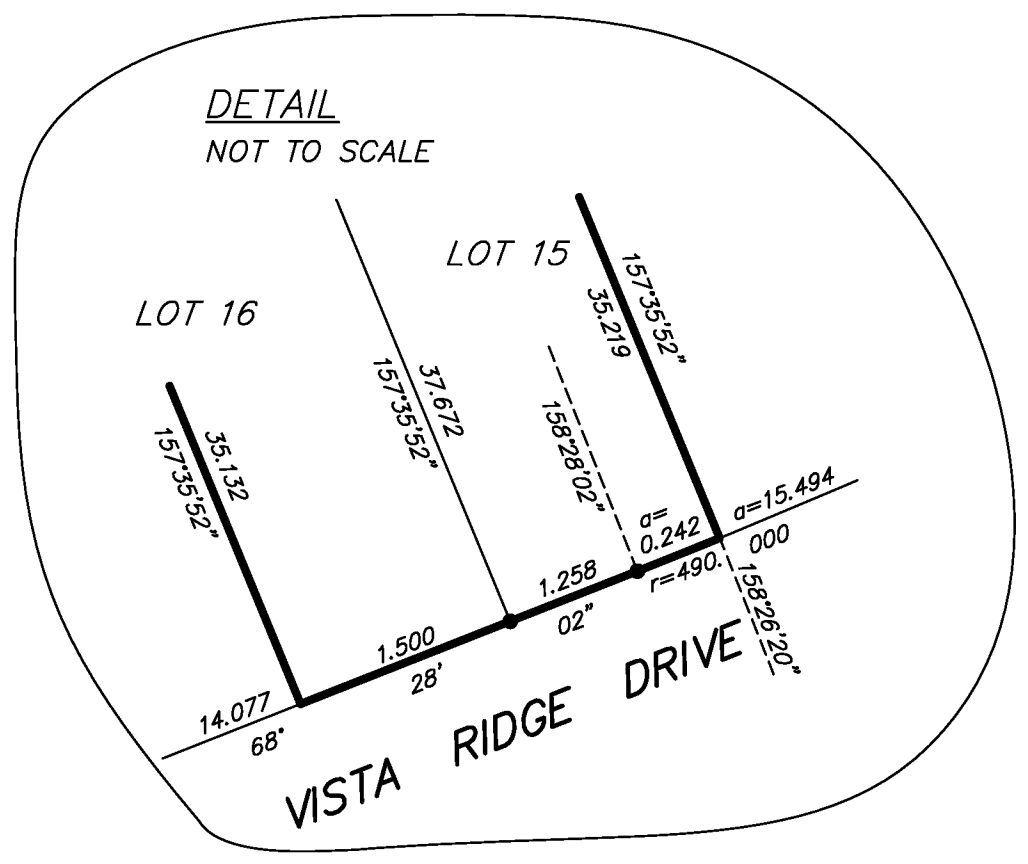 DETAIL
NOT TO SCALE
LOT 15
LOT 16
157°35'52"
35.219
37.672
157°35'52"
35.132
157°35'52"
158°28'02"
a=
0.242
a=15.494
r=490.000
158°26'20"
1.258
1.500
14.077
68° 28' 02"
VISTA RIDGE DRIVE